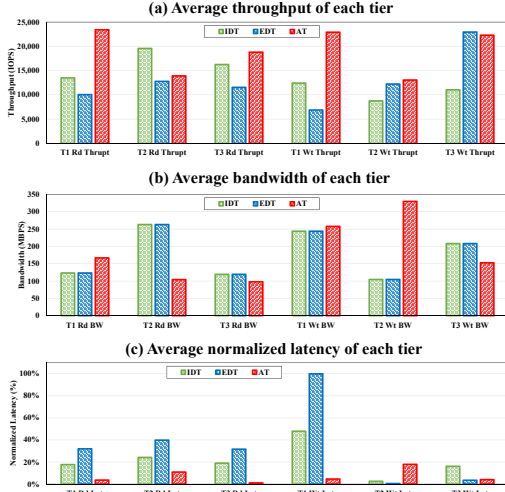 (a) Average throughput of each tier
IDT EDT AT
Throughput (IOPS)
25,000
20,000
15,000
10,000
5,000
0
T1 Rd Thrupt T2 Rd Thrupt T3 Rd Thrupt T1 Wt Thrupt T2 Wt Thrupt T3 Wt Thrupt
(b) Average bandwidth of each tier
IDT EDT AT
Bandwidth (MBPS)
350
300
250
200
150
100
50
0
T1 Rd BW T2 Rd BW T3 Rd BW T1 Wt BW T2 Wt BW T3 Wt BW
(c) Average normalized latency of each tier
IDT EDT AT
Normalized Latency (%)
100%
80%
60%
40%
20%
0%